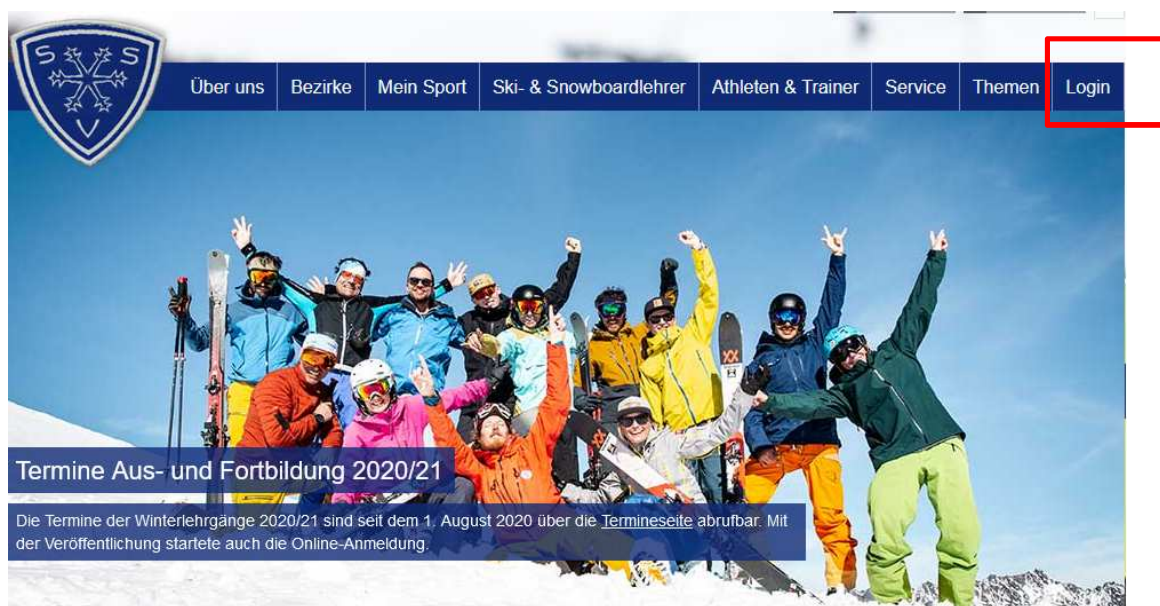 S S
V
Über uns Bezirke Mein Sport Ski- & Snowboardlehrer Athleten & Trainer Service Themen Login
Termine Aus- und Fortbildung 2020/21
Die Termine der Winterlehrgänge 2020/21 sind seit dem 1. August 2020 über die Termineseite abrufbar. Mit
der Veröffentlichung startete auch die Online-Anmeldung.